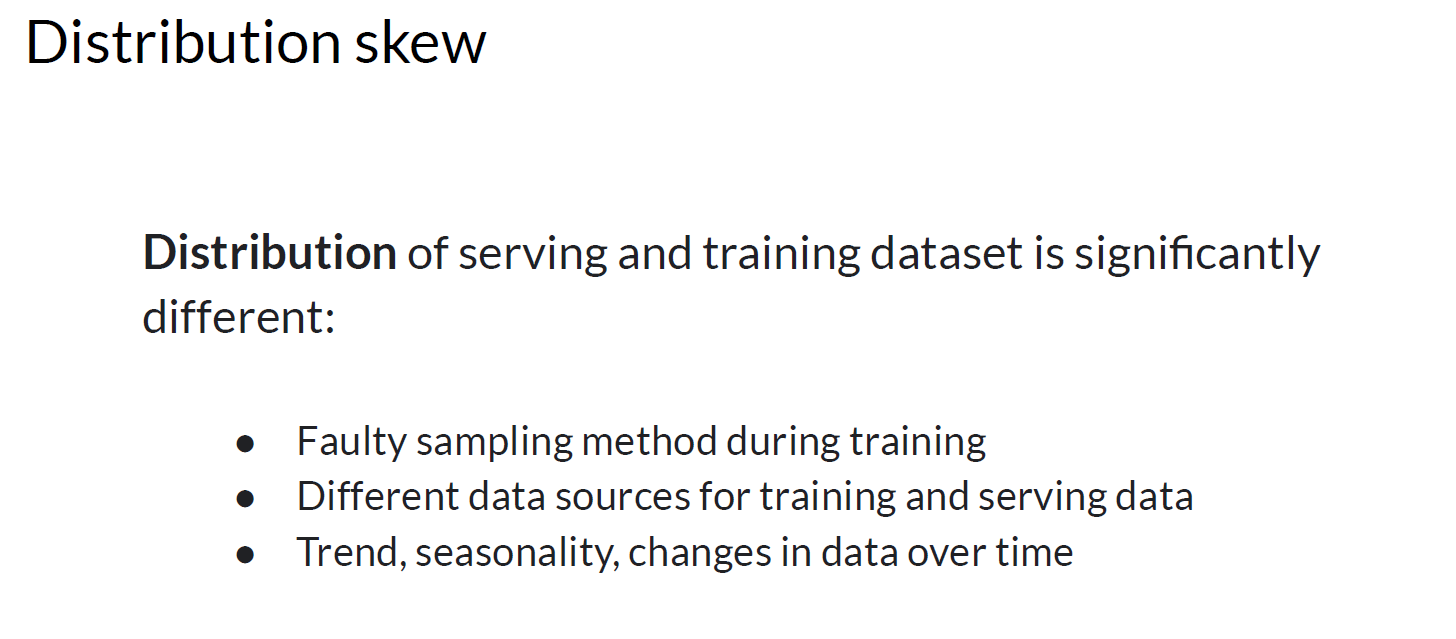 Distribution skew
Distribution of serving and training dataset is significantly
different:
● Faulty sampling method during training
● Different data sources for training and serving data
● Trend, seasonality, changes in data over time